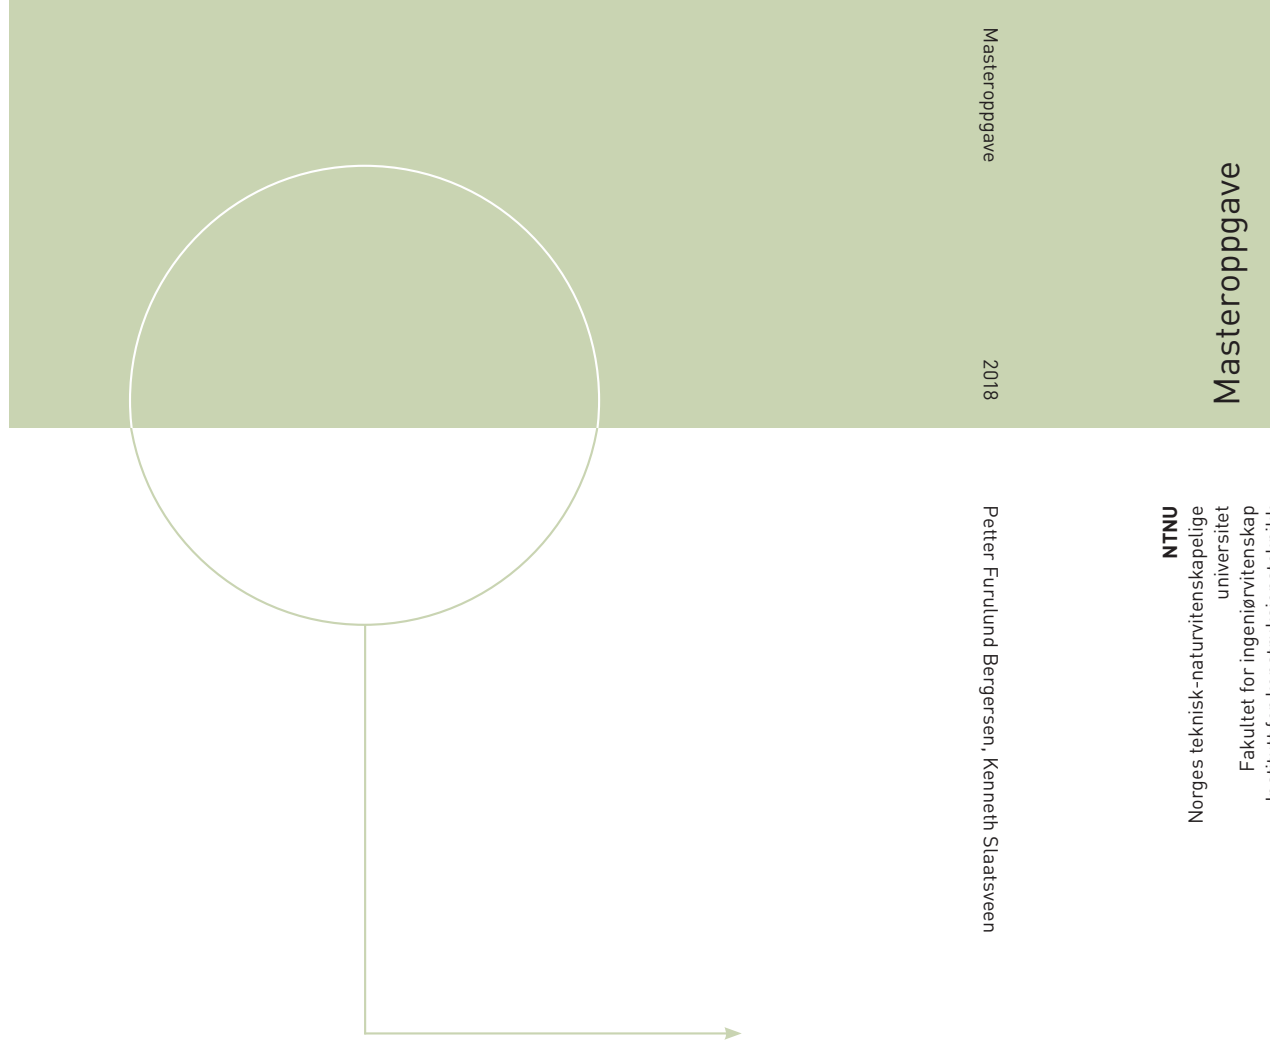 Masteroppgave
2018
Petter Furulund Bergersen, Kenneth Slaatsveen
Masteroppgave
NTNU
Norges teknisk-naturvitenskapelige
universitet
Fakultet for ingeniørvitenskap